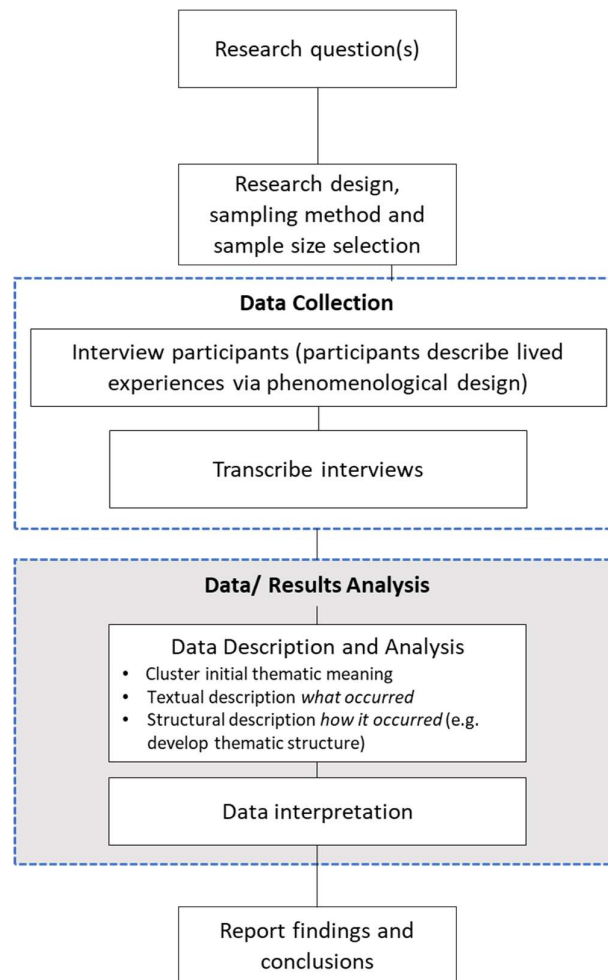 Research question(s)
Research design,
sampling method and
sample size selection
Data Collection
Interview participants (participants describe lived
experiences via phenomenological design)
Transcribe interviews
Data/ Results Analysis
Data Description and Analysis
• Cluster initial thematic meaning
• Textual description what occurred
• Structural description how it occurred (e.g.
develop thematic structure)
Data interpretation
Report findings and
conclusions